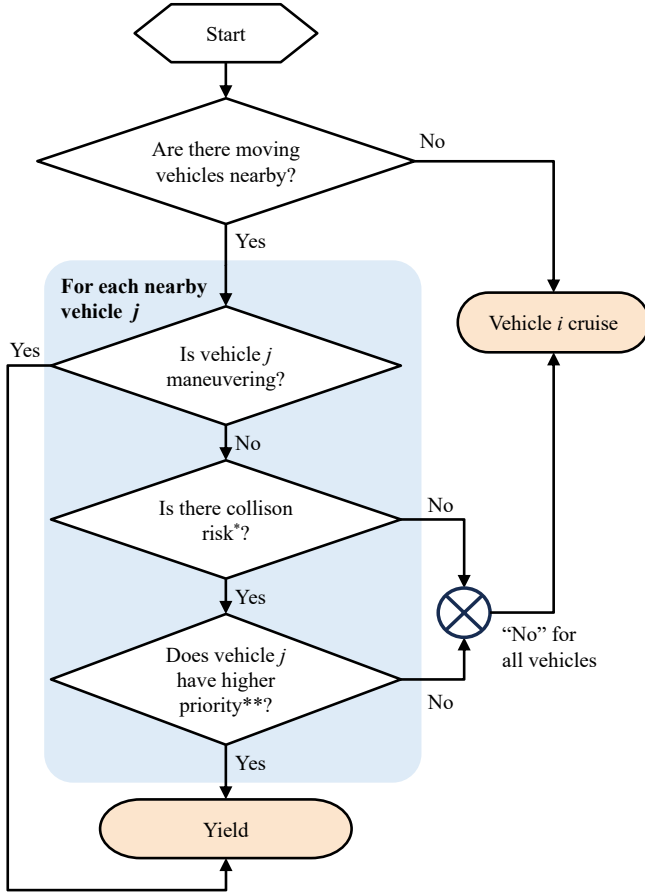 Start
Are there moving
vehicles nearby?
No
Yes
For each nearby
vehicle j
Vehicle i cruise
Yes
Is vehicle j
maneuvering?
No
Is there collison
risk*?
No
Yes
"No" for
all vehicles
Does vehicle j
have higher
priority**?
No
Yes
Yield